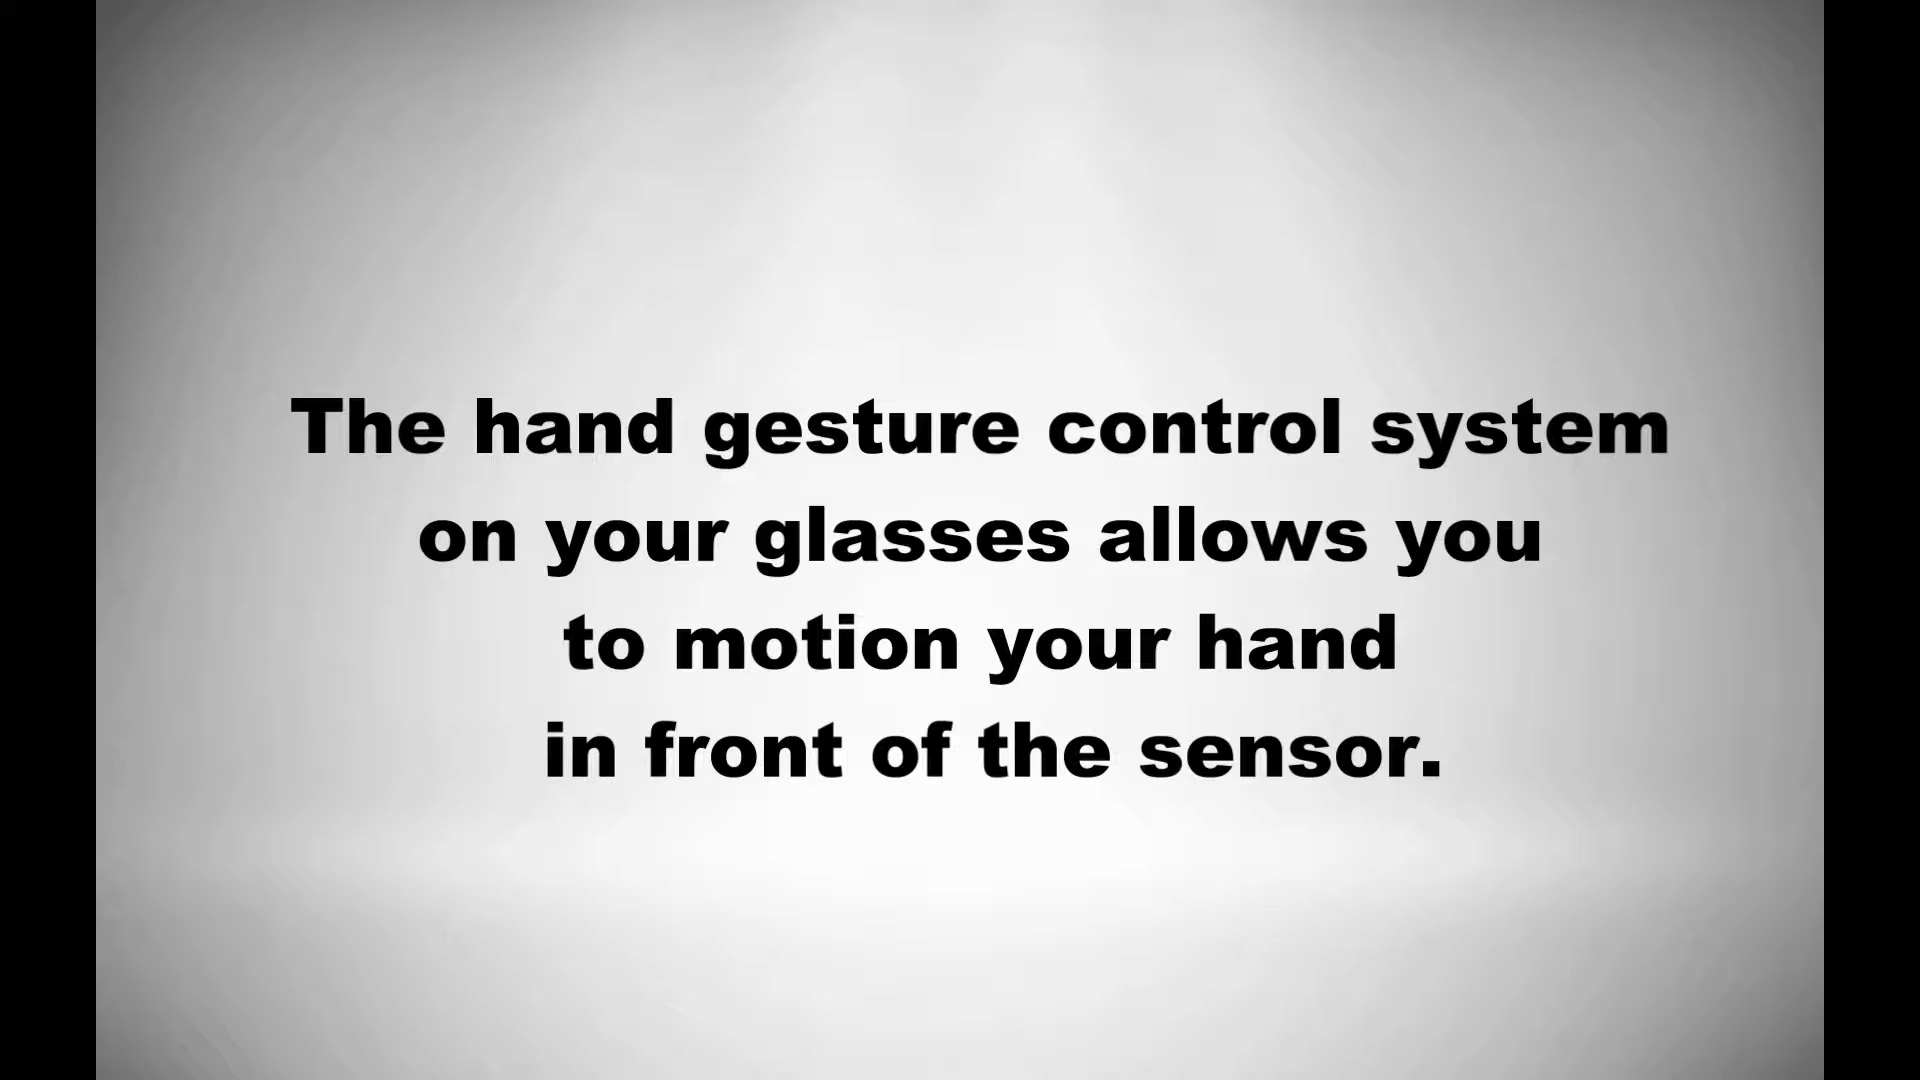 The hand gesture control system
on your glasses allows you
to motion your hand
in front of the sensor.